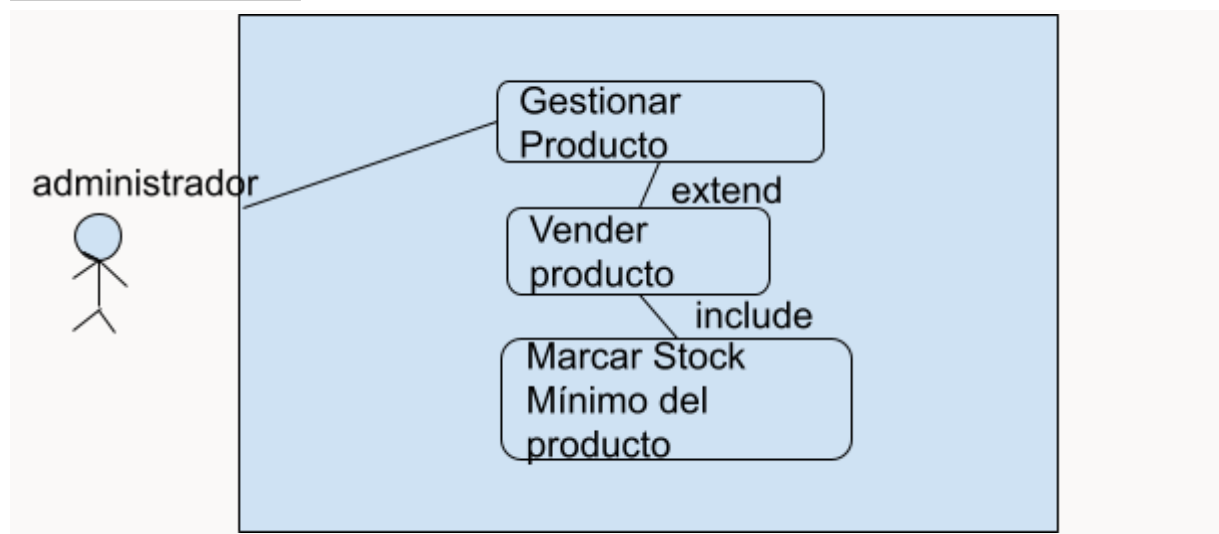 Gestionar
Producto
administrador
extend
Vender
producto
include
Marcar Stock
Mínimo del
producto